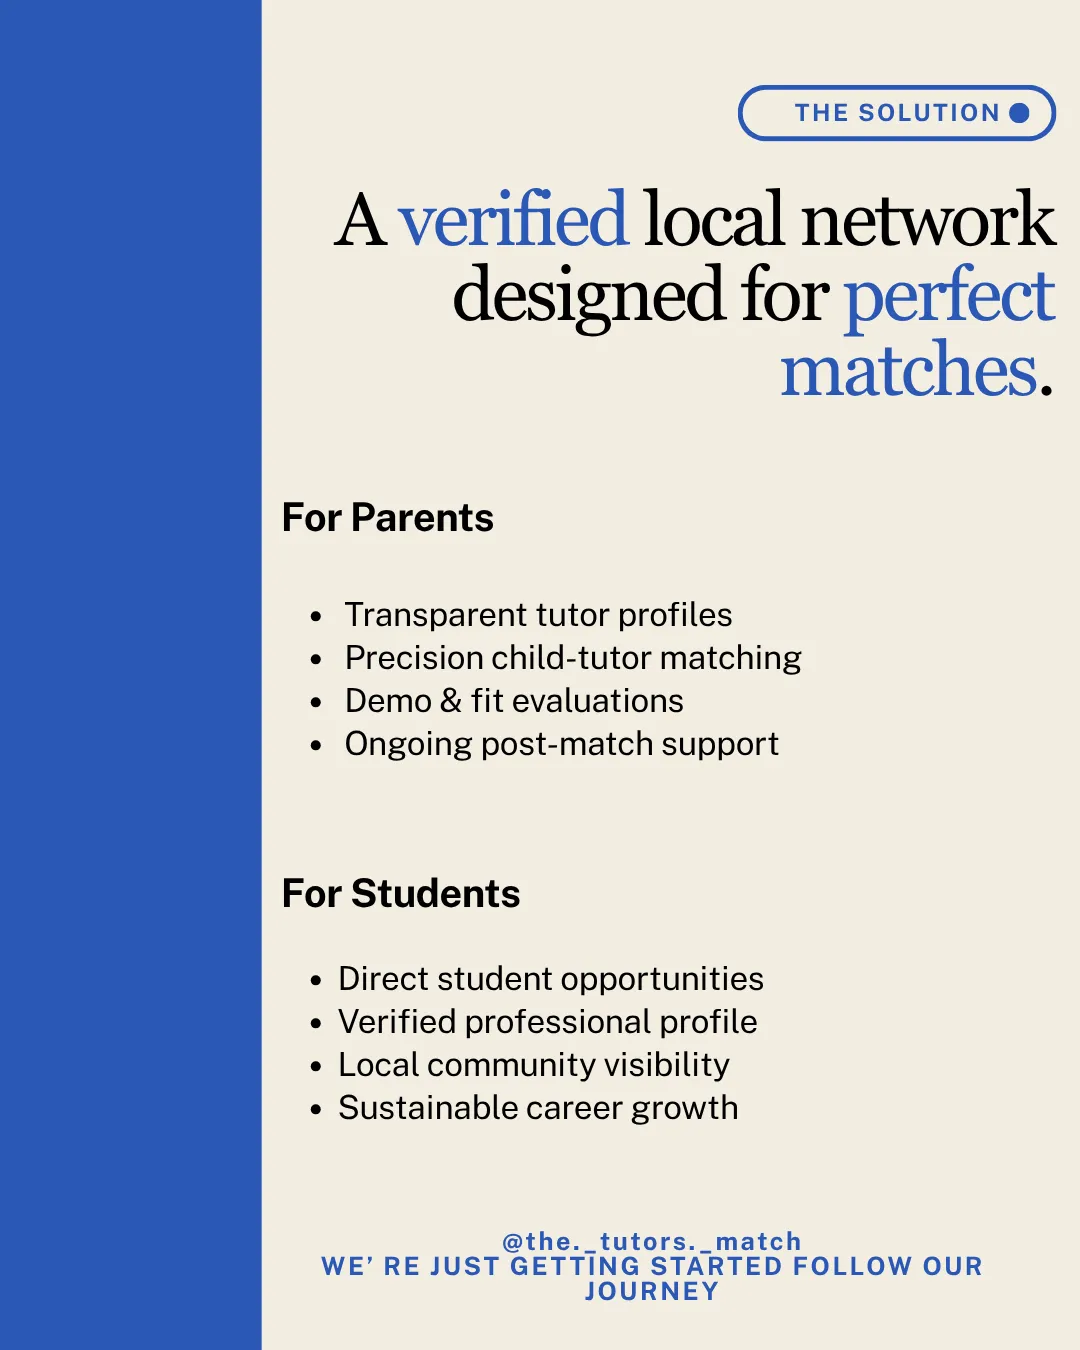 THE SOLUTION
A verified local network
designed for perfect
matches.
For Parents
• Transparent tutor profiles
• Precision child-tutor matching
• Demo & fit evaluations
• Ongoing post-match support
For Students
• Direct student opportunities
• Verified professional profile
• Local community visibility
• Sustainable career growth
@the._tutors._match
WE’ RE JUST GETTING STARTED FOLLOW OUR
JOURNEY